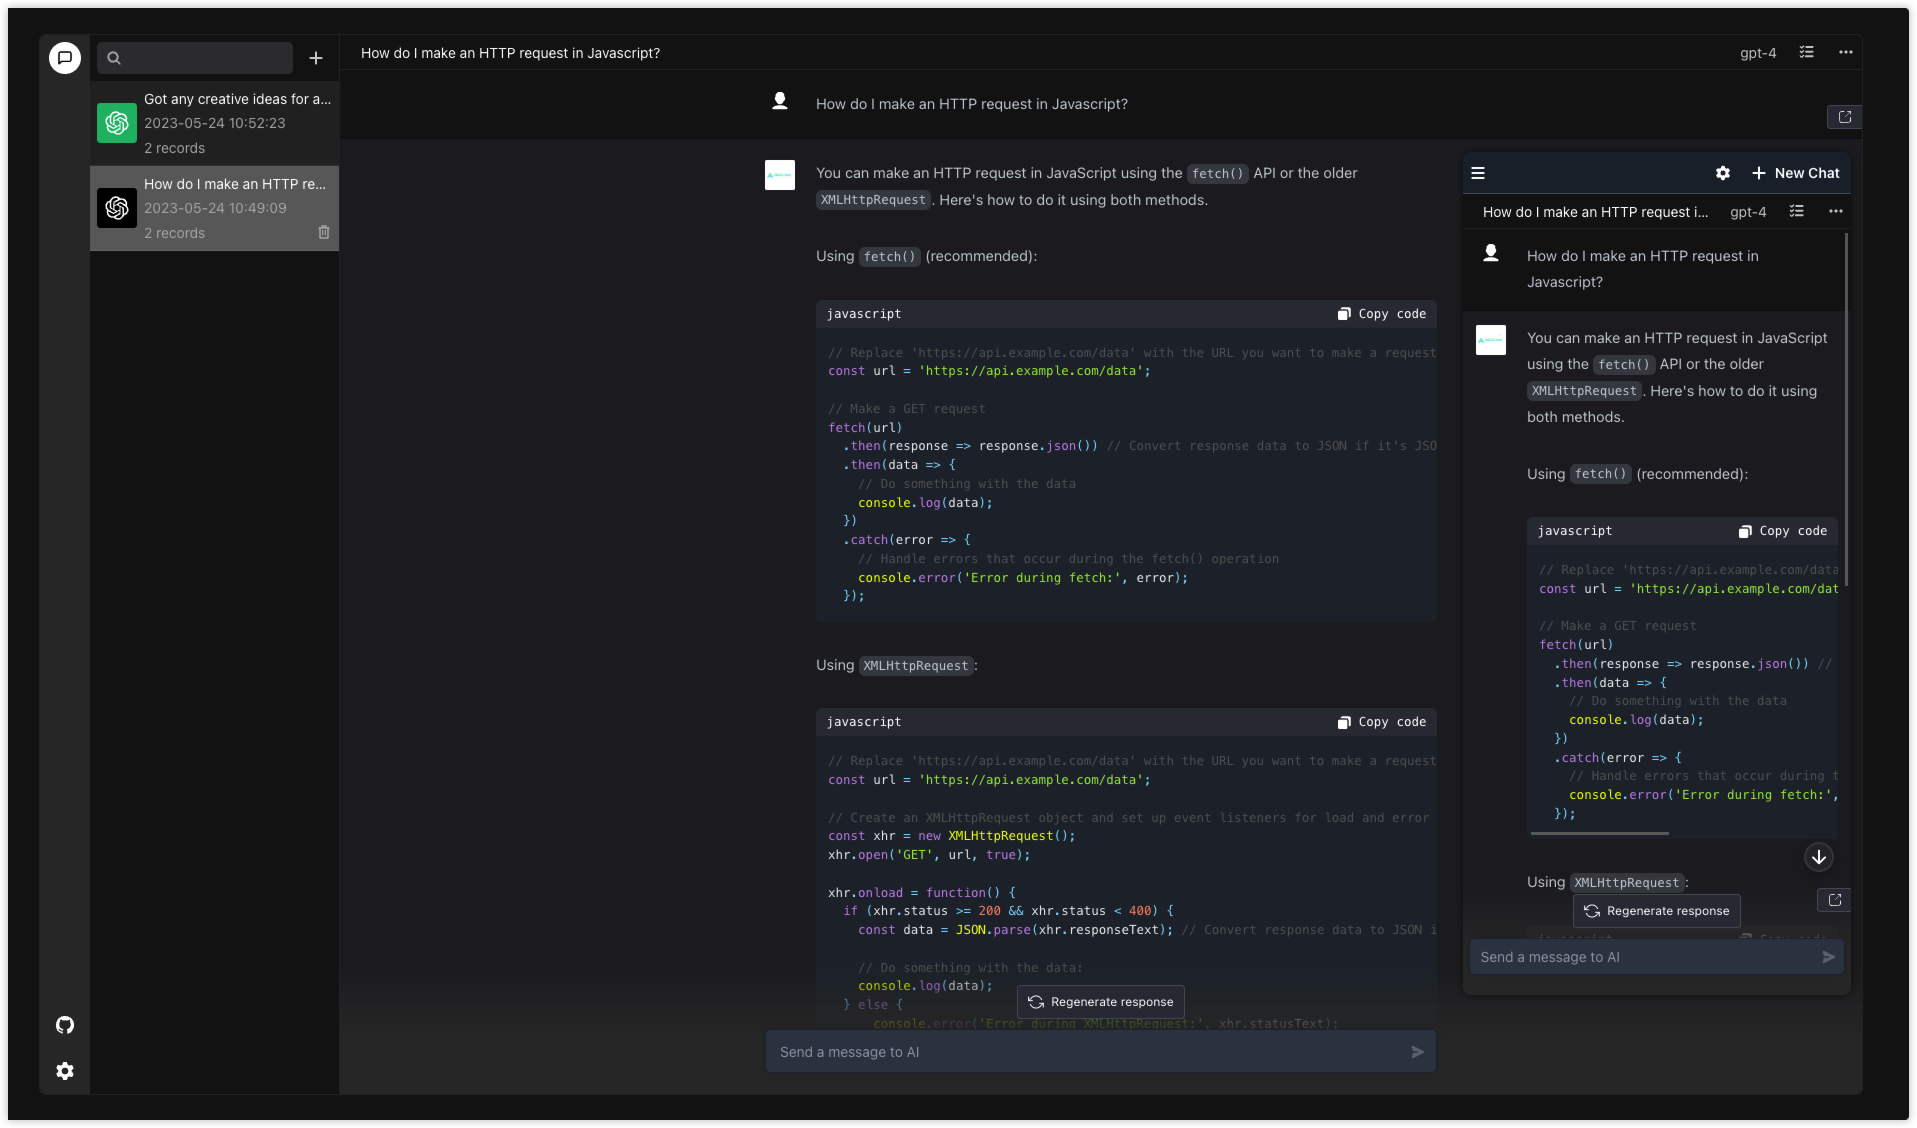 How do I make an HTTP request in Javascript?
gpt-4
Got any creative ideas for a...
2023-05-24 10:52:23
2 records
How do I make an HTTP re...
2023-05-24 10:49:09
2 records
How do I make an HTTP request in Javascript?
You can make an HTTP request in JavaScript using the fetch() API or the older
XMLHttpRequest. Here's how to do it using both methods.
Using fetch() (recommended):
javascript
Copy code
// Replace 'https://api.example.com/data' with the URL you want to make a request
const url = 'https://api.example.com/data';
// Make a GET request
fetch(url)
.then(response => response.json()) // Convert response data to JSON if it's JSO
.then(data => {
// Do something with the data
console.log(data);
})
.catch(error => {
// Handle errors that occur during the fetch() operation
console.error('Error during fetch:', error);
});
Using XMLHttpRequest:
javascript
Copy code
// Replace 'https://api.example.com/data' with the URL you want to make a request
const url = 'https://api.example.com/data';
// Create an XMLHttpRequest object and set up event listeners for load and error
const xhr = new XMLHttpRequest();
xhr.open('GET', url, true);
xhr.onload = function() {
if (xhr.status >= 200 && xhr.status < 400) {
const data = JSON.parse(xhr.responseText); // Convert response data to JSON i
// Do something with the data:
console.log(data);
} else {
console.error('Error during XMLHttpRequest:', xhr.statusText);
Regenerate response
Send a message to AI
New Chat
How do I make an HTTP request i...
gpt-4
How do I make an HTTP request in
Javascript?
You can make an HTTP request in JavaScript
using the fetch() API or the older
XMLHttpRequest. Here's how to do it using
both methods.
Using fetch() (recommended):
javascript
Copy code
// Replace 'https://api.example.com/data
const url = 'https://api.example.com/dat
// Make a GET request
fetch(url)
.then(response => response.json()) //
.then(data => {
// Do something with the data
console.log(data);
})
.catch(error => {
// Handle errors that occur during t
console.error('Error during fetch:',
});
Using XMLHttpRequest:
Regenerate response
javascript
Copy code
Send a message to AI